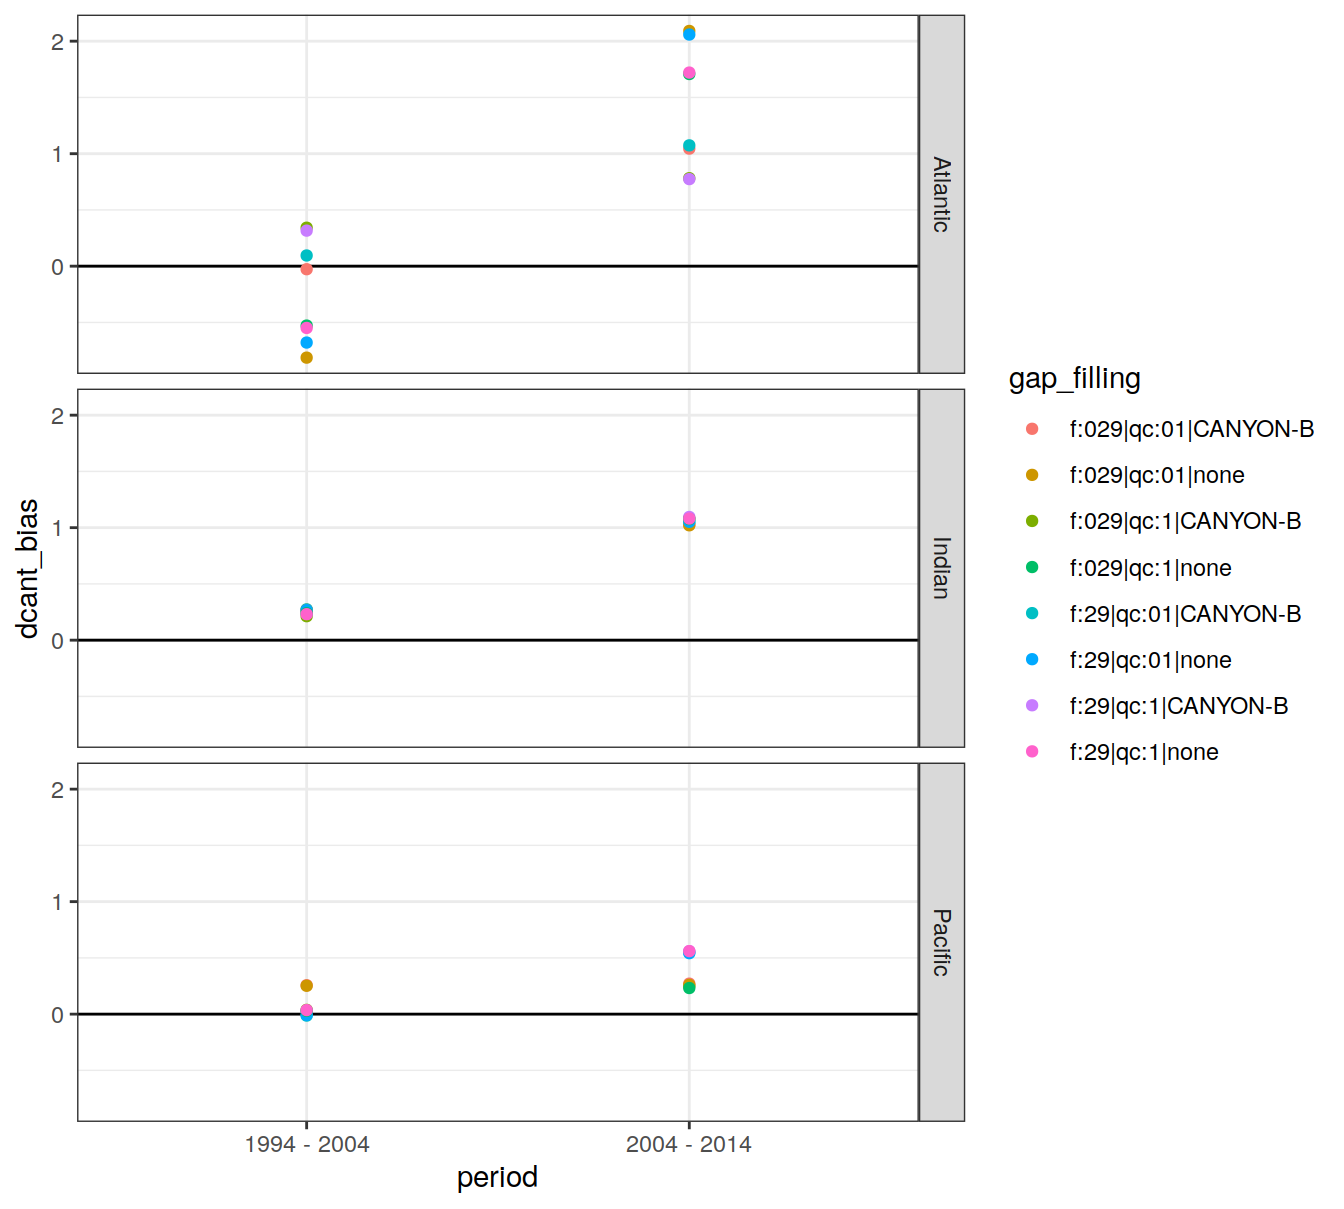 2
1
0
Atlantic
2
1
0
Indian
2
1
0
Pacific
dcant_bias
1994 - 2004
2004 - 2014
period
gap_filling
f:029|qc:01|CANYON-B
f:029|qc:01|none
f:029|qc:1|CANYON-B
f:029|qc:1|none
f:29|qc:01|CANYON-B
f:29|qc:01|none
f:29|qc:1|CANYON-B
f:29|qc:1|none